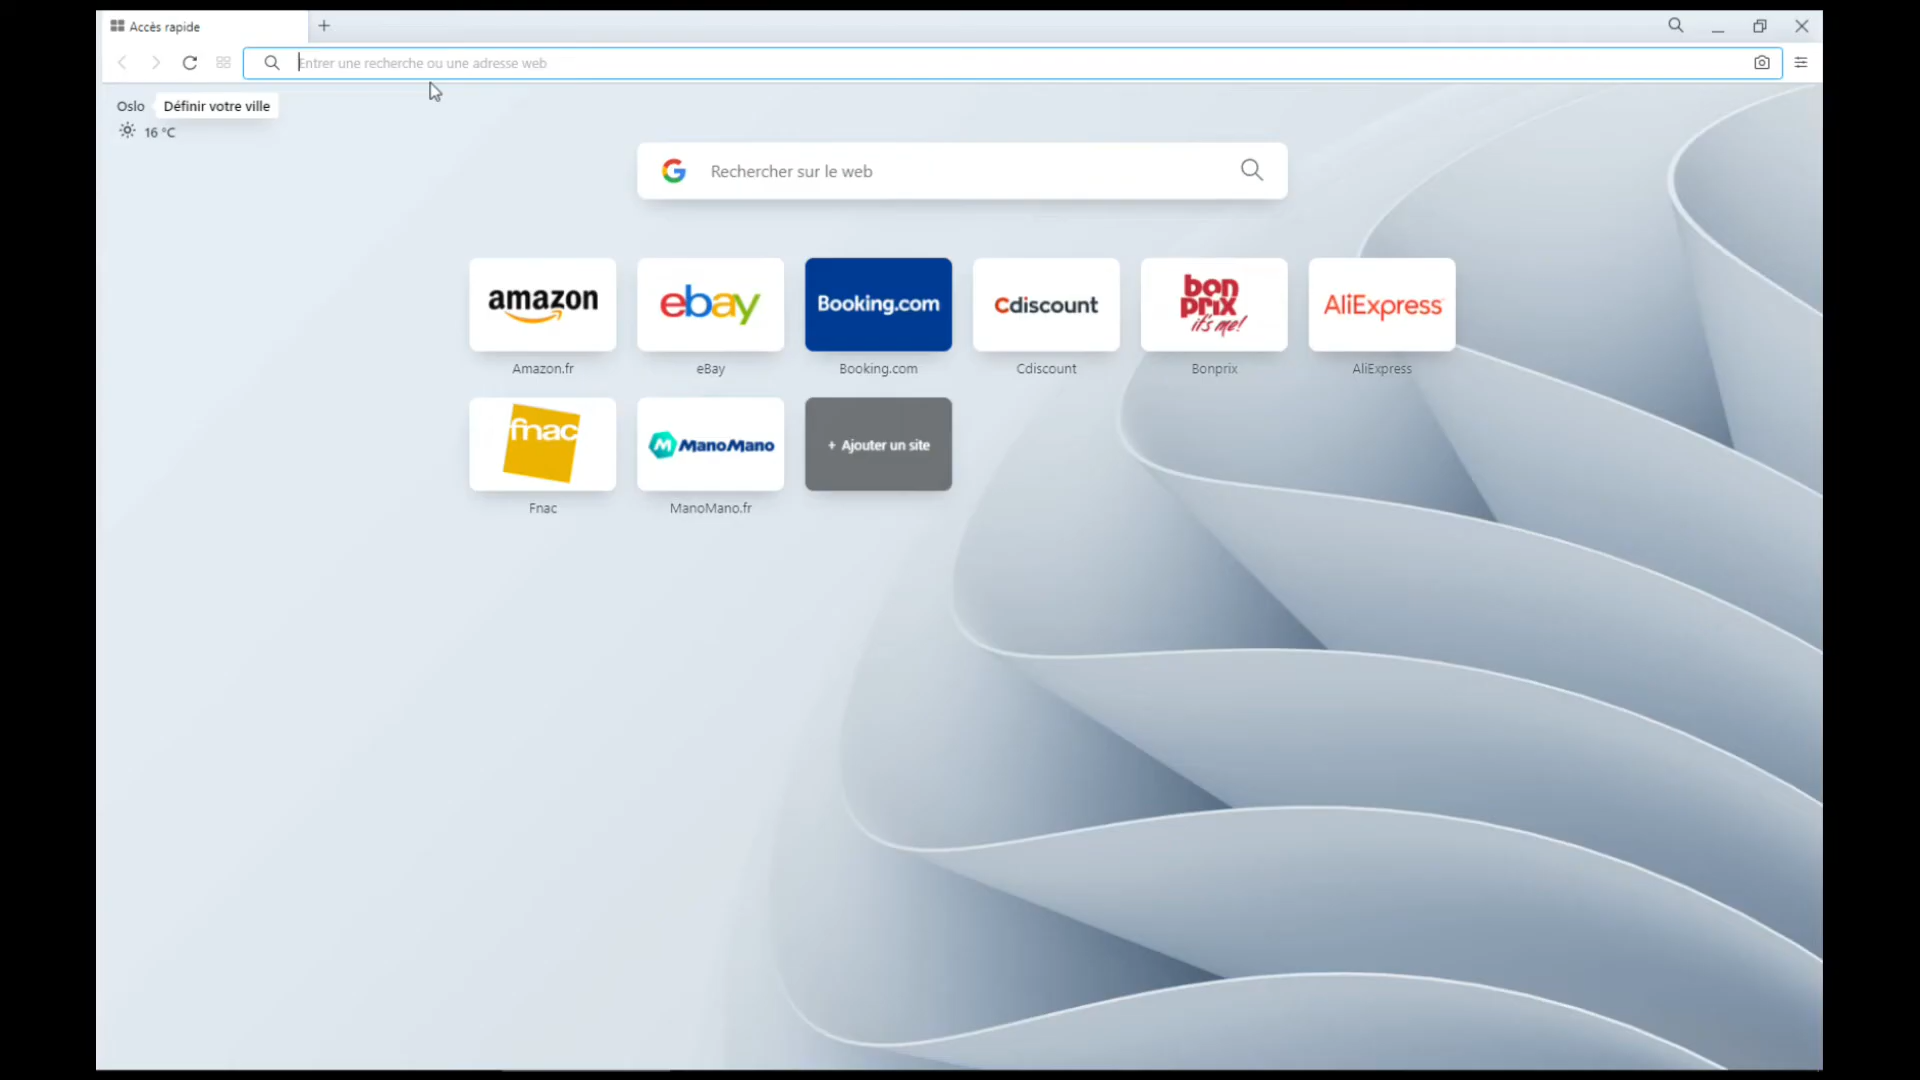 Accès rapide
Entrer une recherche ou une adresse web
Oslo
Définir votre ville
16 °C
Rechercher sur le web
amazon
ebay
Booking.com
Cdiscount
bon prix it's me!
AliExpress
Amazon.fr
eBay
Booking.com
Cdiscount
Bonprix
AliExpress
fnac
ManoMano
+ Ajouter un site
Fnac
ManoMano.fr